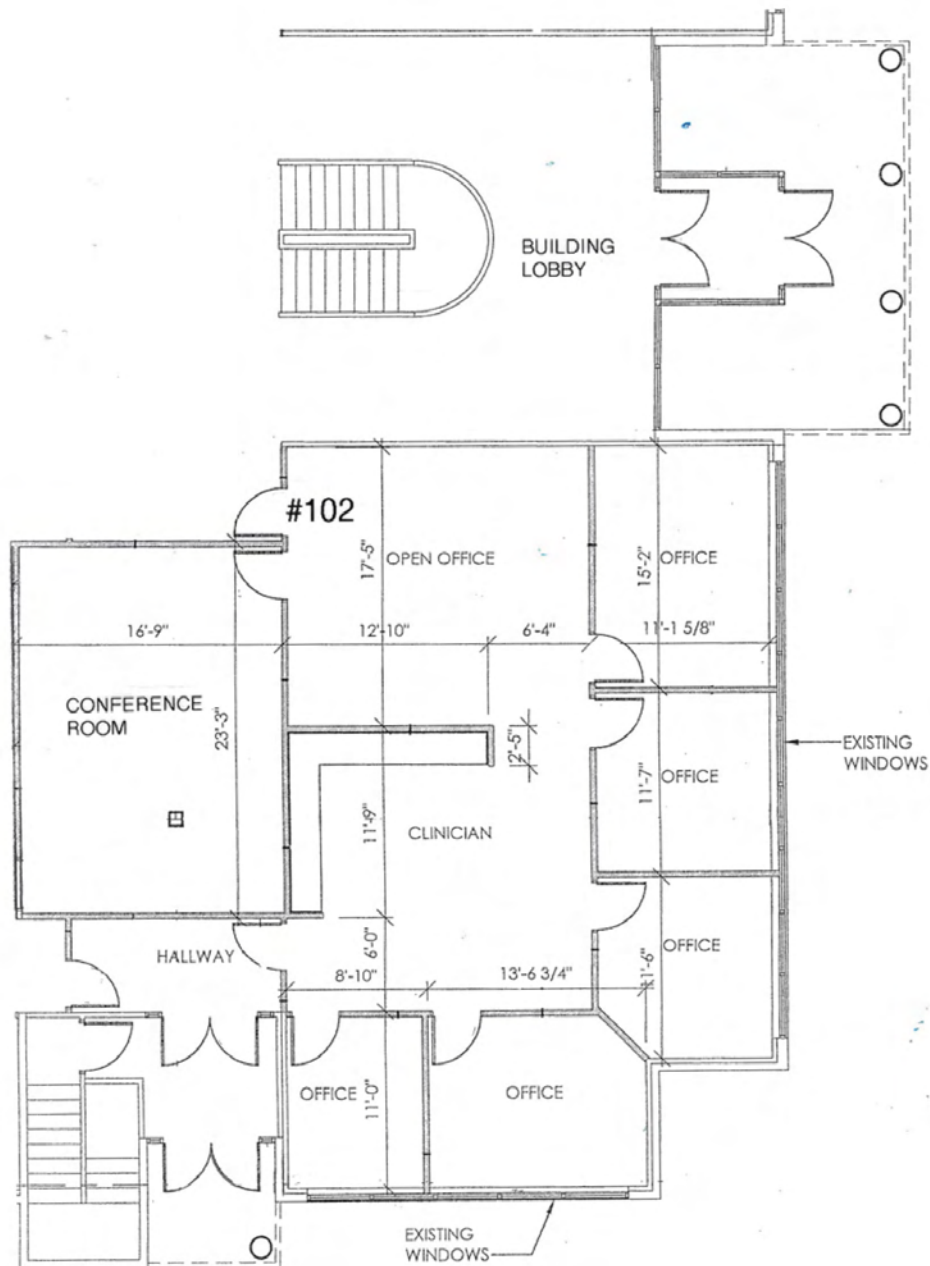 BUILDING
LOBBY
#102
OPEN OFFICE
OFFICE
17'-5"
15'-2"
16'-9"
12'-10"
6'-4"
11'-1 5/8"
CONFERENCE
ROOM
23'-3"
2'-5"
EXISTING
WINDOWS
11'-7"
OFFICE
11'-9"
CLINICIAN
HALLWAY
6'-0"
OFFICE
11'-6"
8'-10"
13'-6 3/4"
OFFICE
11'-0"
OFFICE
EXISTING
WINDOWS